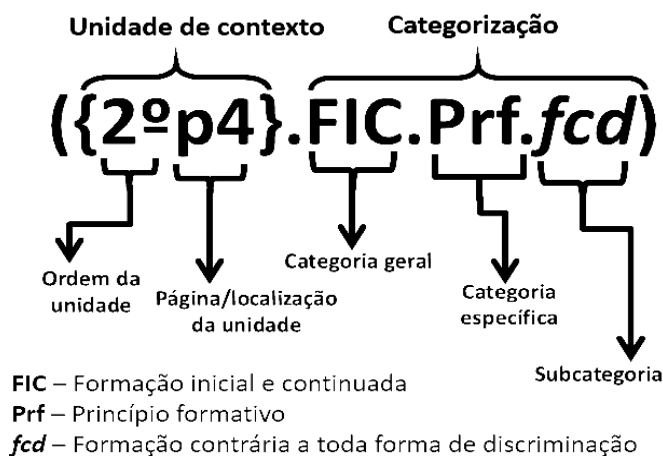 Unidade de contexto
Categorização
({2ºp4}.FIC.Prf.fcd)
Ordem da
unidade
Página/localização
da unidade
Categoria geral
Categoria
específica
Subcategoria
FIC – Formação inicial e continuada
Prf – Princípio formativo
fcd – Formação contrária a toda forma de discriminação